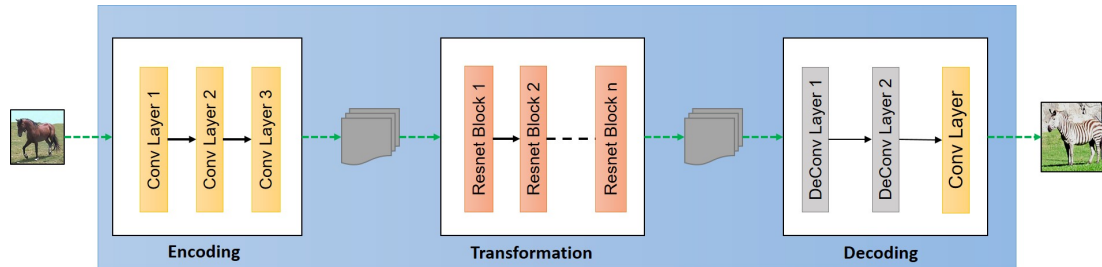 Conv Layer 1
Conv Layer 2
Conv Layer 3
Encoding
Resnet Block 1
Resnet Block 2
Resnet Block n
Transformation
DeConv Layer 1
DeConv Layer 2
Conv Layer
Decoding